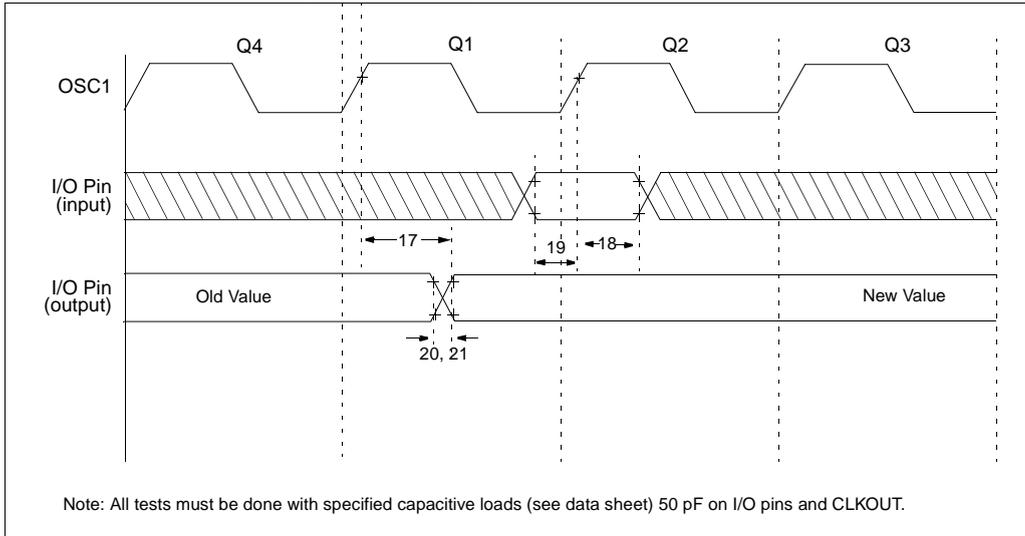 Q4 Q1 Q2 Q3
OSC1
I/O Pin
(input)
17 19 18
I/O Pin
(output)
Old Value New Value
20, 21
Note: All tests must be done with specified capacitive loads (see data sheet) 50 pF on I/O pins and CLKOUT.